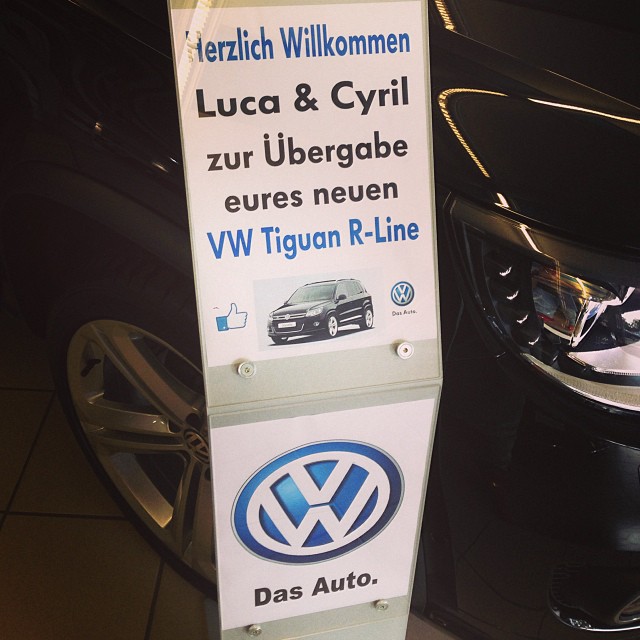 Herzlich Willkommen
Luca & Cyril
zur Übergabe
eures neuen
VW Tiguan R-Line
Das Auto.
Das Auto.